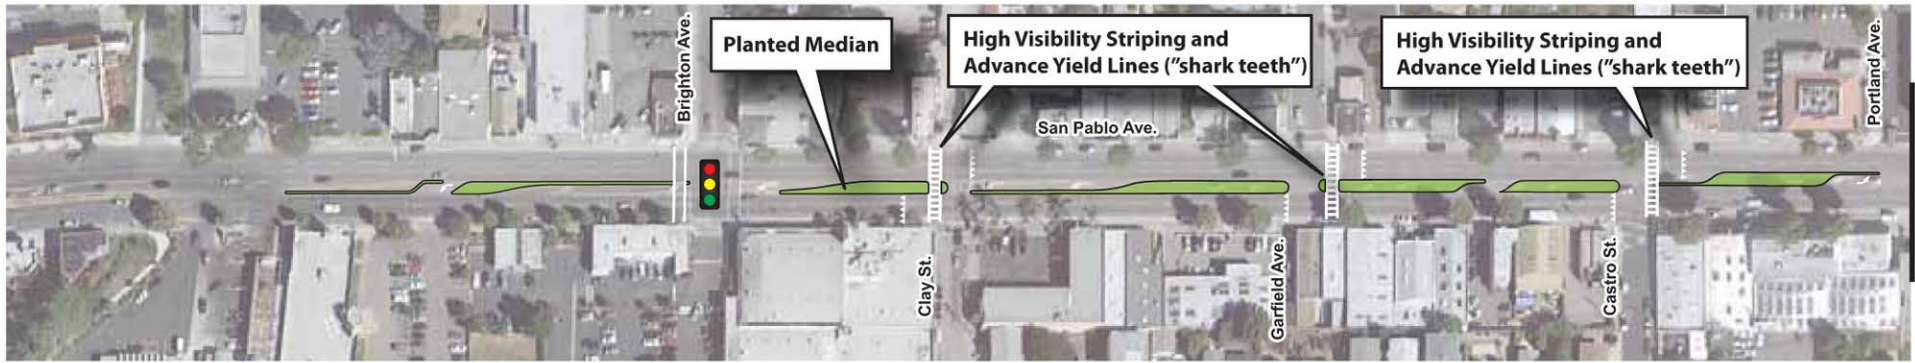 Brighton Ave.
Planted Median
High Visibility Striping and
Advance Yield Lines ("shark teeth")
High Visibility Striping and
Advance Yield Lines ("shark teeth")
Portland Ave.
San Pablo Ave.
Clay St.
Garfield Ave.
Castro St.